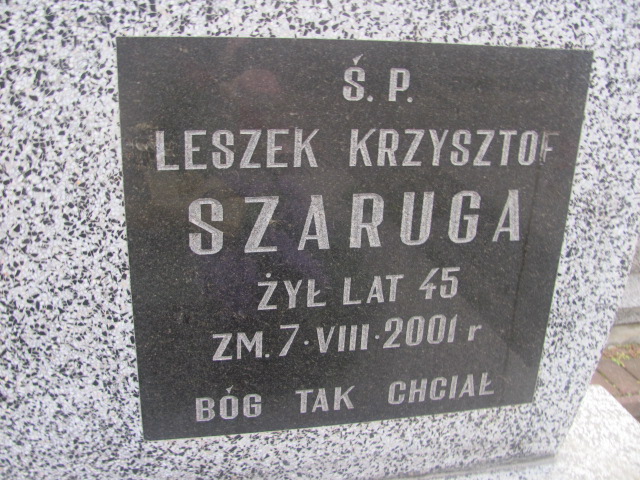 Ś. P.
LESZEK KRZYSZTOF
SZARUGA
ŻYŁ LAT 45
ZM. 7·VIII·2001 r
BÓG TAK CHCIAŁ